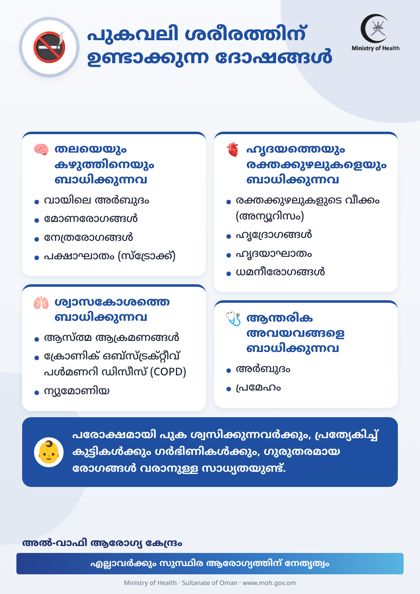 പുകവലി ശരീരത്തിന്
ഉണ്ടാക്കുന്ന ദോഷങ്ങൾ
Ministry of Health
തലയെയും
കഴുത്തിനെയും
ബാധിക്കുന്നവ
വായിലെ അർബുദം
മോണരോഗങ്ങൾ
നേത്രരോഗങ്ങൾ
പക്ഷാഘാതം (സ്ട്രോക്ക്)
ഹൃദയത്തെയും
രക്തക്കുഴലുകളെയും
ബാധിക്കുന്നവ
രക്തക്കുഴലുകളുടെ വീക്കം
(അന്യൂറിസം)
ഹൃദ്രോഗങ്ങൾ
ഹൃദയാഘാതം
ധമനീരോഗങ്ങൾ
ശ്വാസകോശത്തെ
ബാധിക്കുന്നവ
ആസ്ത്മ ആക്രമണങ്ങൾ
ക്രോണിക് ഒബ്സ്ട്രക്റ്റീവ്
പൾമണറി ഡിസീസ് (COPD)
ന്യുമോണിയ
ആന്തരിക
അവയവങ്ങളെ
ബാധിക്കുന്നവ
അർബുദം
പ്രമേഹം
പരോക്ഷമായി പുക ശ്വസിക്കുന്നവർക്കും, പ്രത്യേകിച്ച്
കുട്ടികൾക്കും ഗർഭിണികൾക്കും, ഗുരുതരമായ
രോഗങ്ങൾ വരാനുള്ള സാധ്യതയുണ്ട്.
അൽ-വാഫി ആരോഗ്യ കേന്ദ്രം
എല്ലാവർക്കും സുസ്ഥിര ആരോഗ്യത്തിന് നേതൃത്വം
Ministry of Health · Sultanate of Oman · www.moh.gov.om